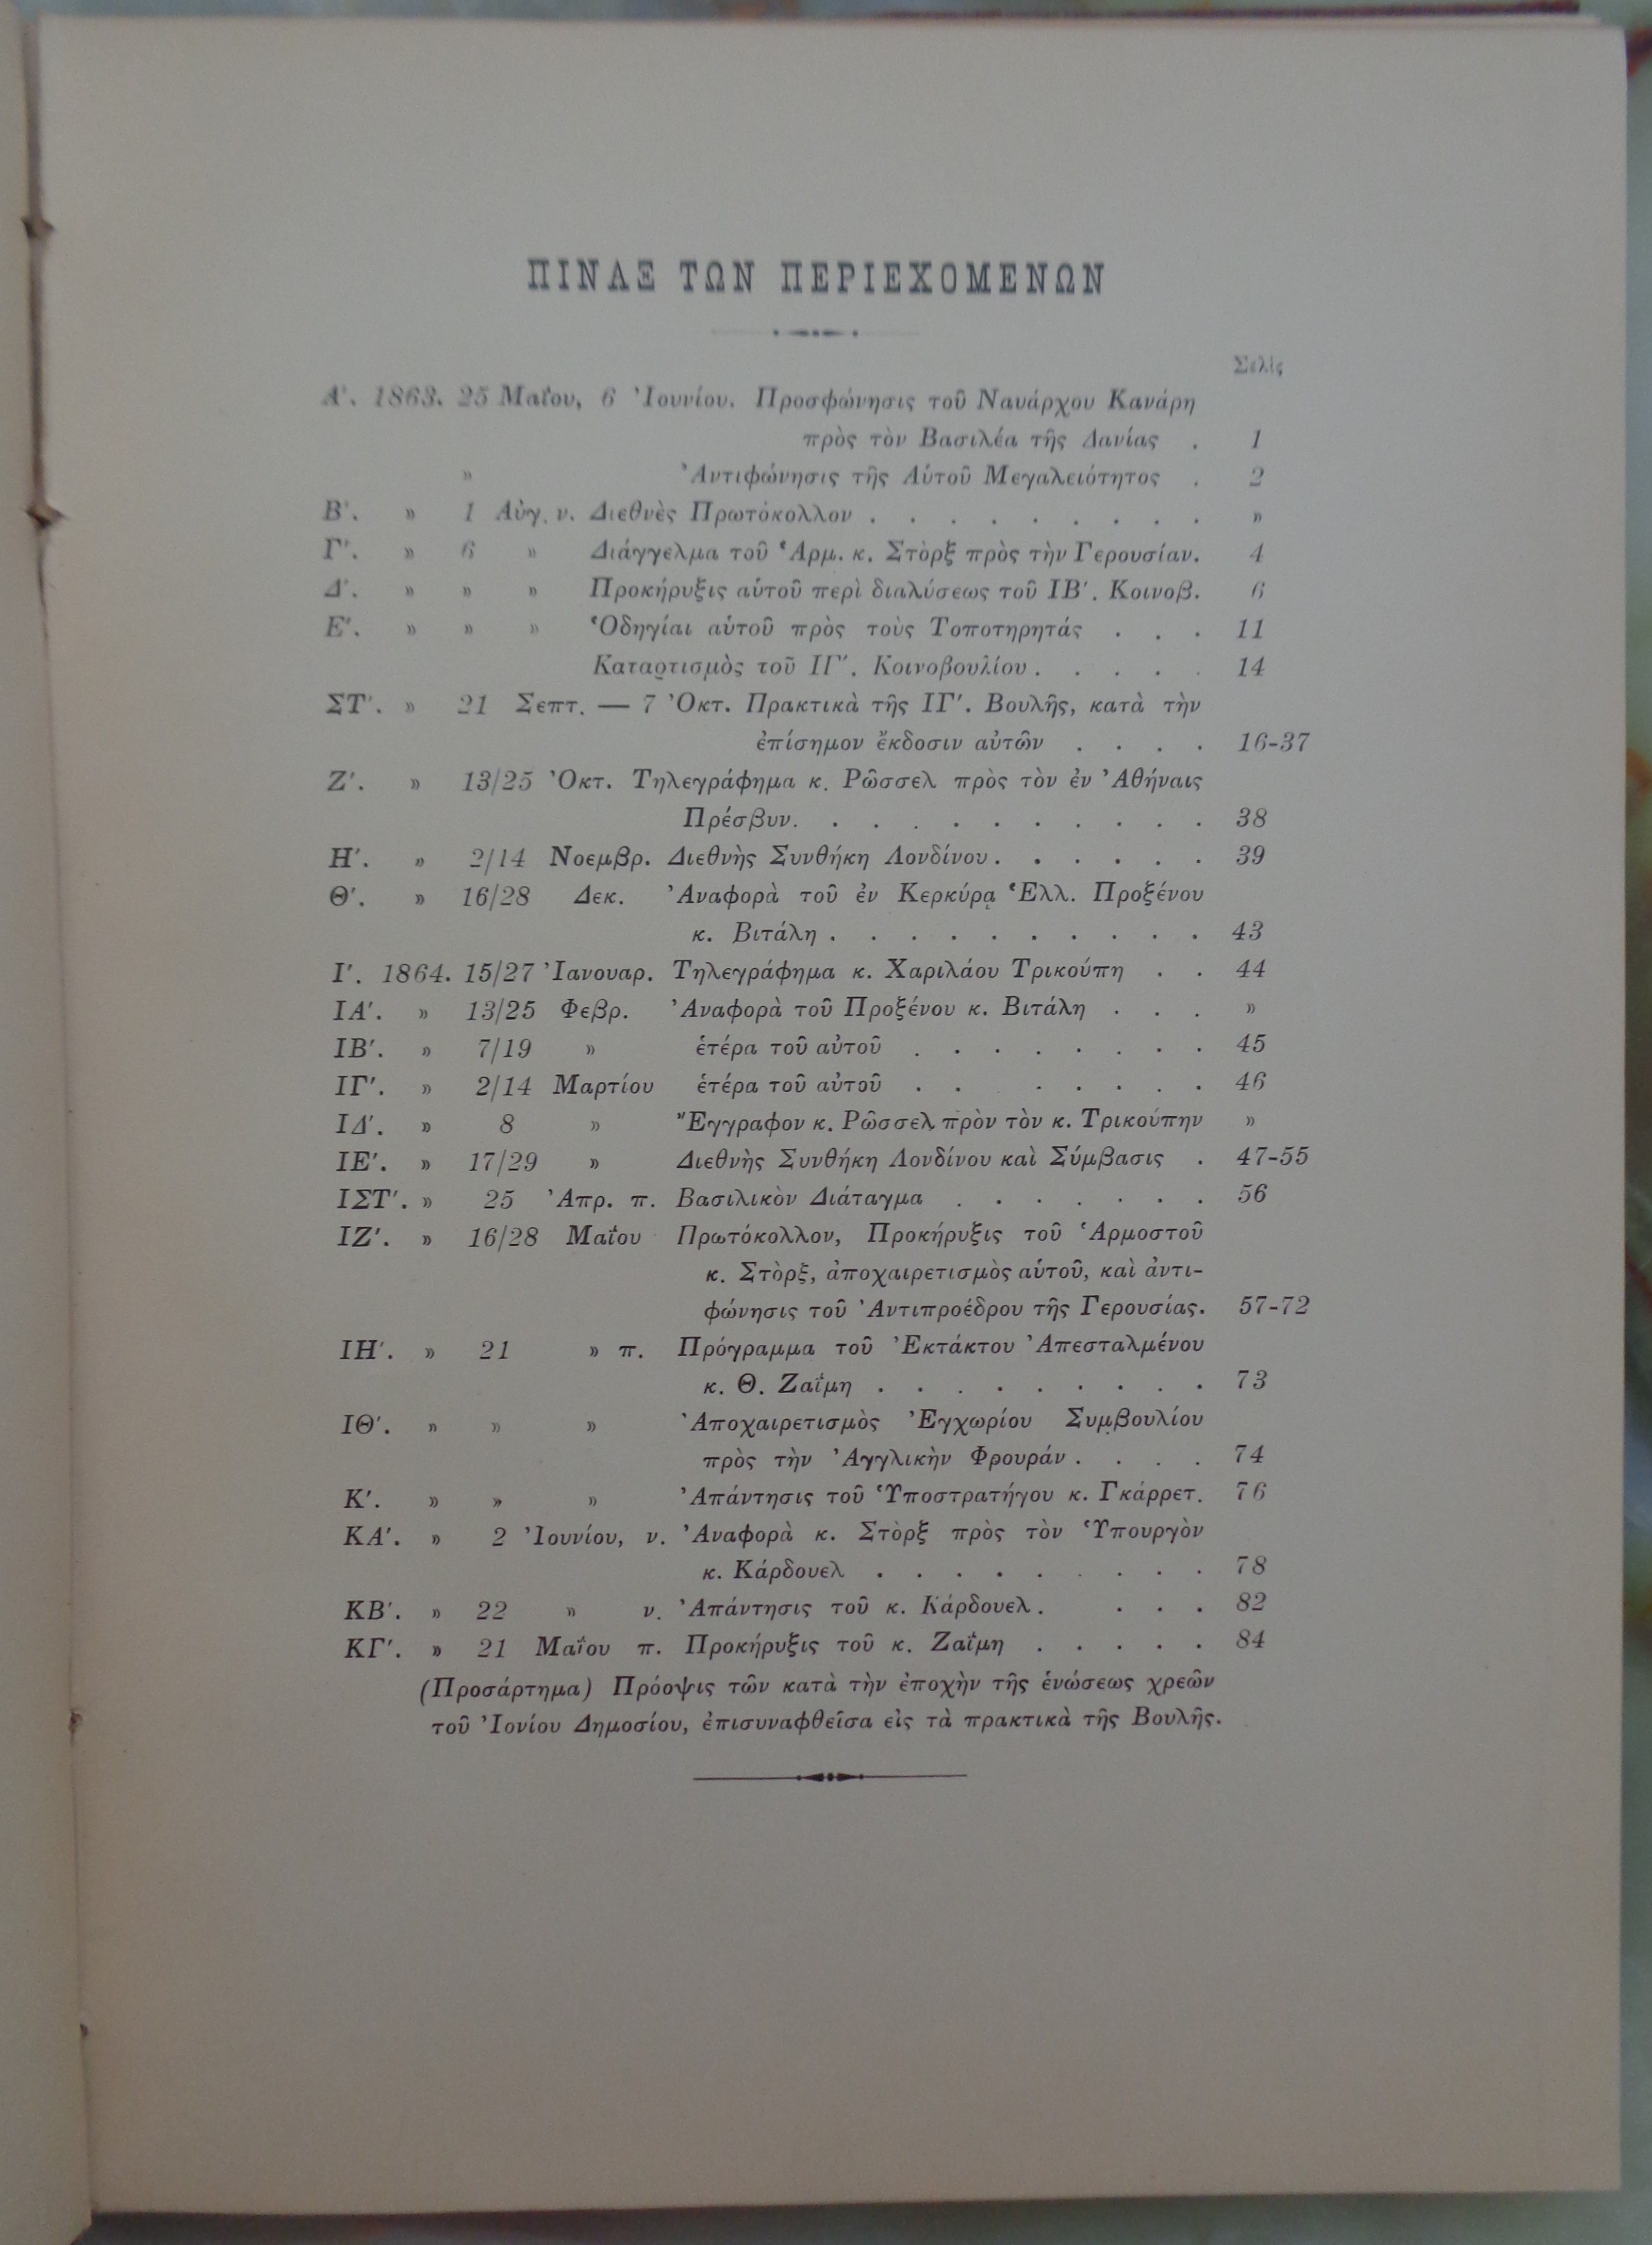 ΠΙΝΑΞ ΤΩΝ ΠΕΡΙΕΧΟΜΕΝΩΝ
Σελίς
Α′. 1863. 25 Μαΐου, 6 Ἰουνίου. Προσφώνησις τοῦ Ναυάρχου Κανάρη
πρὸς τὸν Βασιλέα τῆς Δανίας . 1
» Ἀντιφώνησις τῆς Αὑτοῦ Μεγαλειότητος . 2
Β′. » 1 Αὐγ. ν. Διεθνὲς Πρωτόκολλον . . . . . . . . . »
Γ′. » 6 » Διάγγελμα τοῦ Ἁρμ. κ. Στὸρξ πρὸς τὴν Γερουσίαν. 4
Δ′. » » » Προκήρυξις αὑτοῦ περὶ διαλύσεως τοῦ ΙΒ′. Κοινοβ. 6
Ε′. » » » Ὁδηγίαι αὑτοῦ πρὸς τοὺς Τοποτηρητάς . . . 11
Καταρτισμὸς τοῦ ΙΓ′. Κοινοβουλίου . . . . . 14
ΣΤ′. » 21 Σεπτ. — 7 Ὀκτ. Πρακτικὰ τῆς ΙΓ′. Βουλῆς, κατὰ τὴν
ἐπίσημον ἔκδοσιν αὐτῶν . . . . 16-37
Ζ′. » 13/25 Ὀκτ. Τηλεγράφημα κ. Ρῶσσελ πρὸς τὸν ἐν Ἀθήναις
Πρέσβυν. . . . . . . . . . . 38
Η′. » 2/14 Νοεμβρ. Διεθνὴς Συνθήκη Λονδίνου . . . . . . 39
Θ′. » 16/28 Δεκ. Ἀναφορὰ τοῦ ἐν Κερκύρᾳ Ἑλλ. Προξένου
κ. Βιτάλη . . . . . . . . . . 43
Ι′. 1864. 15/27 Ἰανουαρ. Τηλεγράφημα κ. Χαριλάου Τρικούπη . . 44
ΙΑ′. » 13/25 Φεβρ. Ἀναφορὰ τοῦ Προξένου κ. Βιτάλη . . . »
ΙΒ′. » 7/19 » ἑτέρα τοῦ αὐτοῦ . . . . . . . . 45
ΙΓ′. » 2/14 Μαρτίου ἑτέρα τοῦ αὐτοῦ . . . . . . . 46
ΙΔ′. » 8 » Ἔγγραφον κ. Ρῶσσελ πρὸν τὸν κ. Τρικούπην »
ΙΕ′. » 17/29 » Διεθνὴς Συνθήκη Λονδίνου καὶ Σύμβασις . 47-55
ΙΣΤ′. » 25 Ἀπρ. π. Βασιλικὸν Διάταγμα . . . . . . . 56
ΙΖ′. » 16/28 Μαΐου Πρωτόκολλον, Προκήρυξις τοῦ Ἁρμοστοῦ
κ. Στὸρξ, ἀποχαιρετισμὸς αὑτοῦ, καὶ ἀντι-
φώνησις τοῦ Ἀντιπροέδρου τῆς Γερουσίας. 57-72
ΙΗ′. » 21 » π. Πρόγραμμα τοῦ Ἐκτάκτου Ἀπεσταλμένου
κ. Θ. Ζαΐμη . . . . . . . . . 73
ΙΘ′. » » » Ἀποχαιρετισμὸς Ἐγχωρίου Συμβουλίου
πρὸς τὴν Ἀγγλικὴν Φρουράν . . . . 74
Κ′. » » » Ἀπάντησις τοῦ Ὑποστρατήγου κ. Γκάρρετ. 76
ΚΑ′. » 2 Ἰουνίου, ν. Ἀναφορὰ κ. Στὸρξ πρὸς τὸν Ὑπουργὸν
κ. Κάρδουελ . . . . . . . . . 78
ΚΒ′. » 22 » ν. Ἀπάντησις τοῦ κ. Κάρδουελ . . . . 82
ΚΓ′. » 21 Μαΐου π. Προκήρυξις τοῦ κ. Ζαΐμη . . . . . 84
(Προσάρτημα) Πρόοψις τῶν κατὰ τὴν ἐποχὴν τῆς ἑνώσεως χρεῶν
τοῦ Ἰονίου Δημοσίου, ἐπισυναφθεῖσα εἰς τὰ πρακτικὰ τῆς Βουλῆς.